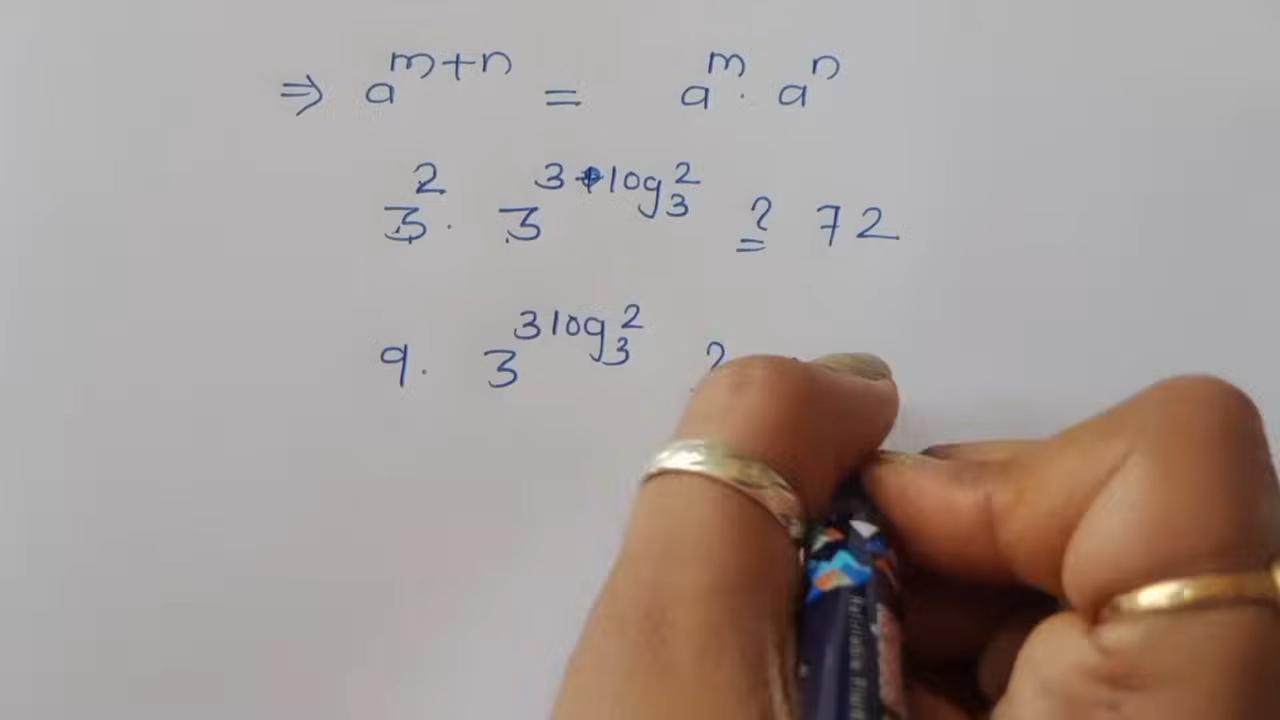 ⇒ a^{m+n} = a^m · a^n
3^2 · 3^{3 log_3^2} ≟ 72
9 · 3^{3 log_3^2} ?